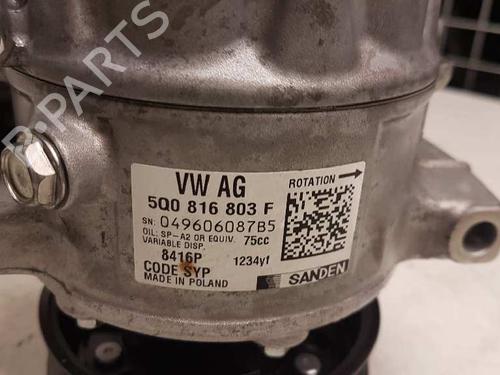 B-PARTS
VW AG
5Q0 816 803 F
SN: 049606087B5
OIL: SP-A2 OR EQUIV. 75cc
VARIABLE DISP.
8416P 1234yf
CODE SYP
MADE IN POLAND
ROTATION
SANDEN